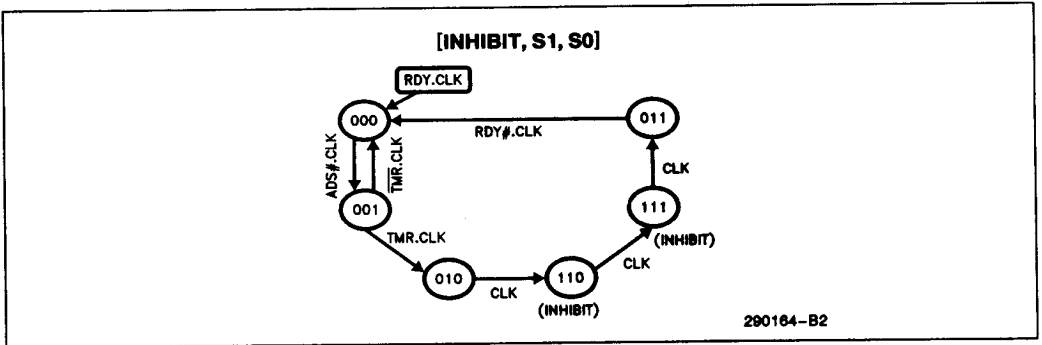 [INHIBIT, S1, S0]
RDY.CLK
000
011
RDY#.CLK
ADS#.CLK
T̅M̅R̅.CLK
CLK
001
111
(INHIBIT)
TMR.CLK
CLK
010
110
CLK
(INHIBIT)
290164-B2